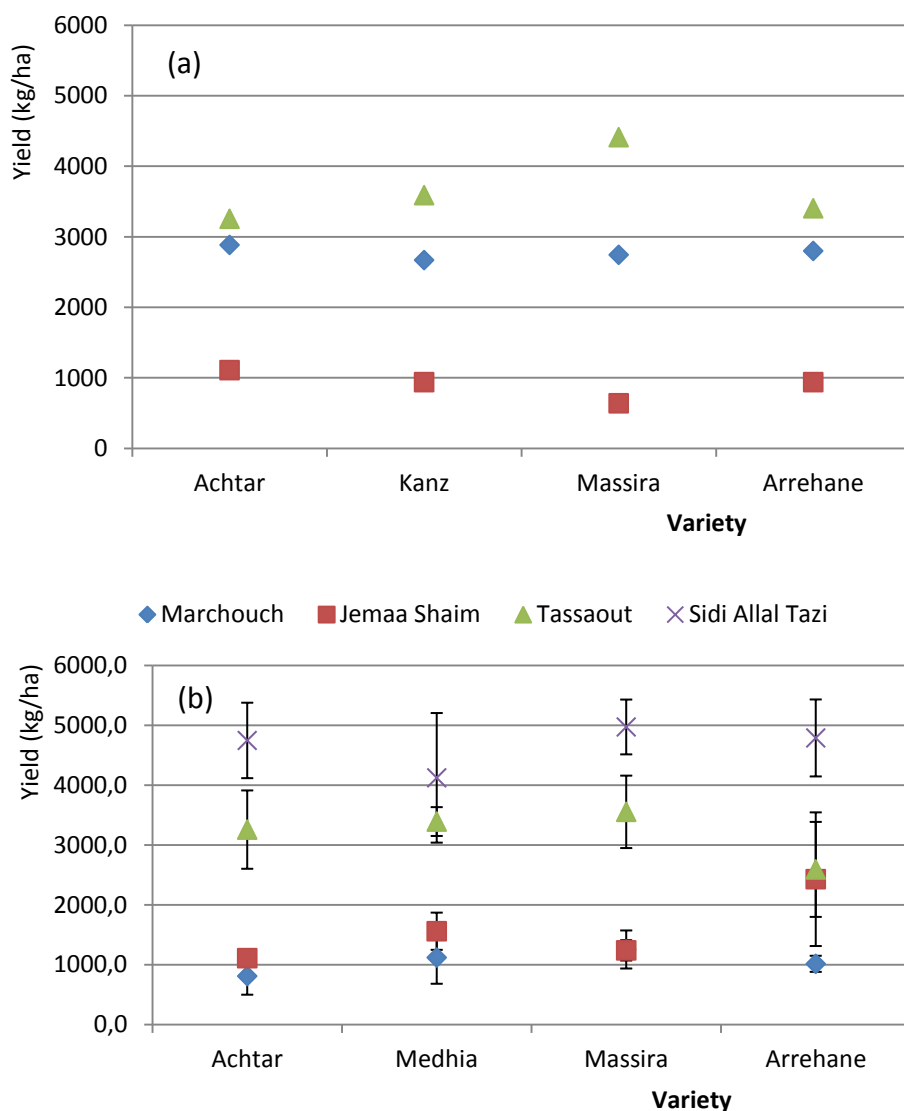 6000
(a)
5000
4000
3000
2000
1000
0
Yield (kg/ha)
Achtar Kanz Massira Arrehane
Variety
Marchouch Jemaa Shaim Tassaout Sidi Allal Tazi
6000,0
(b)
5000,0
4000,0
3000,0
2000,0
1000,0
0,0
Yield (kg/ha)
Achtar Medhia Massira Arrehane
Variety